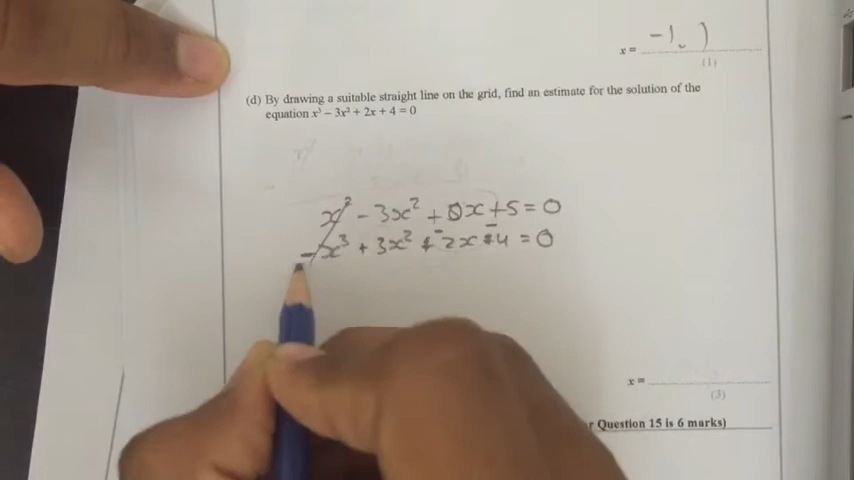 -1.)
x =
(1)
(d) By drawing a suitable straight line on the grid, find an estimate for the solution of the
equation x³ – 3x² + 2x + 4 = 0
x³ - 3x² + 0x + 5 = 0
- x³ + 3x² - 2x - 4 = 0
x =
(3)
r Question 15 is 6 marks)